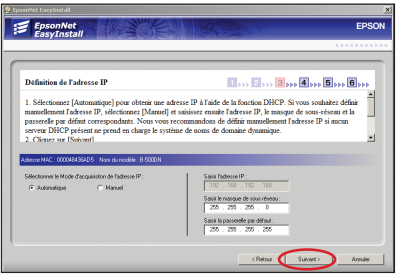 EpsonNet EasyInstall
EpsonNet
EasyInstall
EPSON
Définition de l'adresse IP
1 2 3 4 5 6
1. Sélectionnez [Automatique] pour obtenir une adresse IP à l'aide de la fonction DHCP. Si vous souhaitez définir
manuellement l'adresse IP, sélectionnez [Manuel] et saisissez ensuite l'adresse IP, le masque de sous-réseau et la
passerelle par défaut correspondants. Nous vous recommandons de définir manuellement l'adresse IP si aucun
serveur DHCP présent ne prend en charge le système de noms de domaine dynamique.
2. Cliquez sur [Suivant]
Adresse MAC : 000048436AD5 Nom du modèle : B-500DN
Sélectionner le Mode d'acquisition de l'adresse IP :
Automatique Manuel
Saisir l'adresse IP :
192 . 168 . 192 . 168
Saisir le masque de sous réseau :
255 . 255 . 255 . 0
Saisir la passerelle par défaut :
255 . 255 . 255 . 255
< Retour Suivant > Annuler